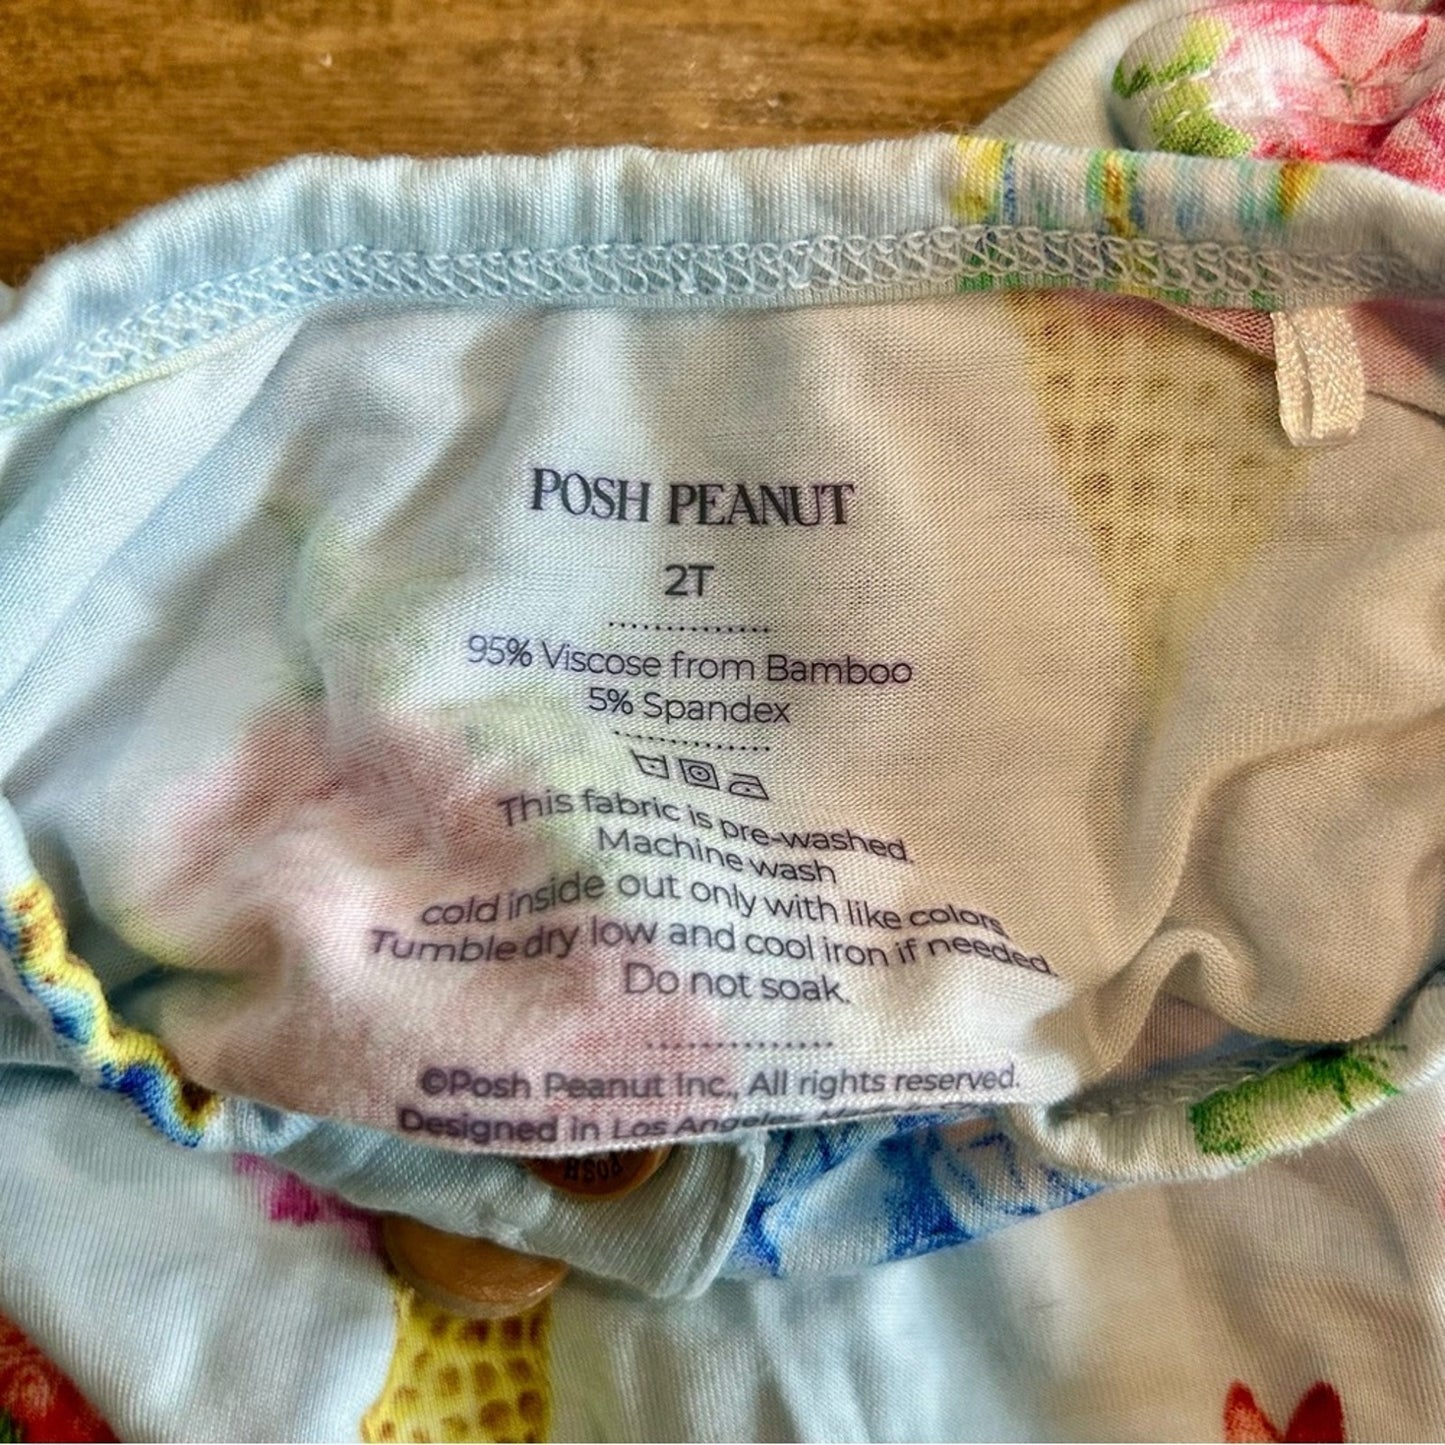 POSH PEANUT
2T
95% Viscose from Bamboo
5% Spandex
This fabric is pre-washed.
Machine wash
cold inside out only with like colors
Tumble dry low and cool iron if needed.
Do not soak.
©Posh Peanut Inc., All rights reserved.
Designed in Los Angeles
POSH